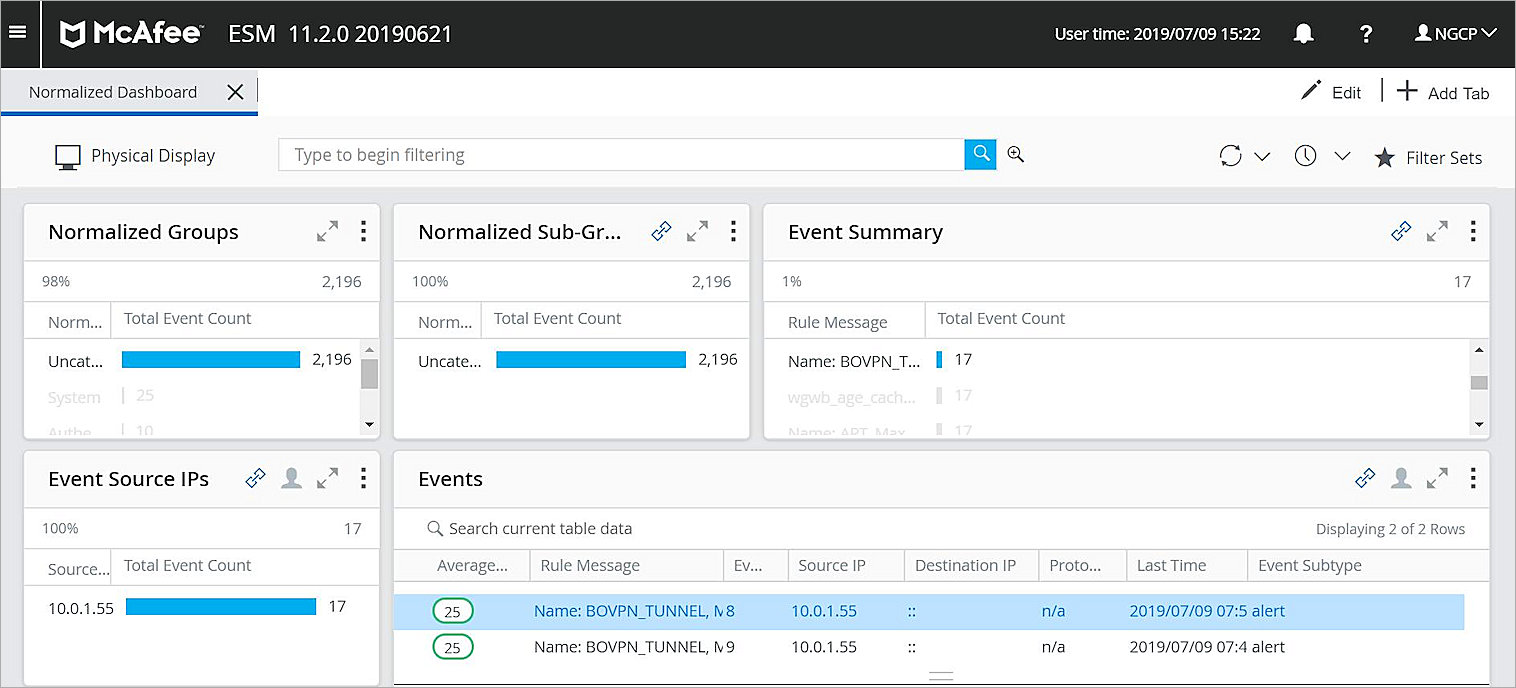 McAfee™ ESM 11.2.0 20190621 User time: 2019/07/09 15:22 ? NGCP
Normalized Dashboard Edit Add Tab
Physical Display Type to begin filtering Filter Sets
Normalized Groups
98% 2,196
Norm... Total Event Count
Uncat... 2,196
System 25
Authe 10
Normalized Sub-Gr...
100% 2,196
Norm... Total Event Count
Uncate... 2,196
Event Summary
1% 17
Rule Message Total Event Count
Name: BOVPN_T... 17
wgwb_age_cach... 17
Name: APT, Max 17
Event Source IPs
100% 17
Source... Total Event Count
10.0.1.55 17
Events
Search current table data Displaying 2 of 2 Rows
Average... Rule Message Ev... Source IP Destination IP Proto... Last Time Event Subtype
25 Name: BOVPN_TUNNEL, M 8 10.0.1.55 :: n/a 2019/07/09 07:5 alert
25 Name: BOVPN_TUNNEL, M 9 10.0.1.55 :: n/a 2019/07/09 07:4 alert